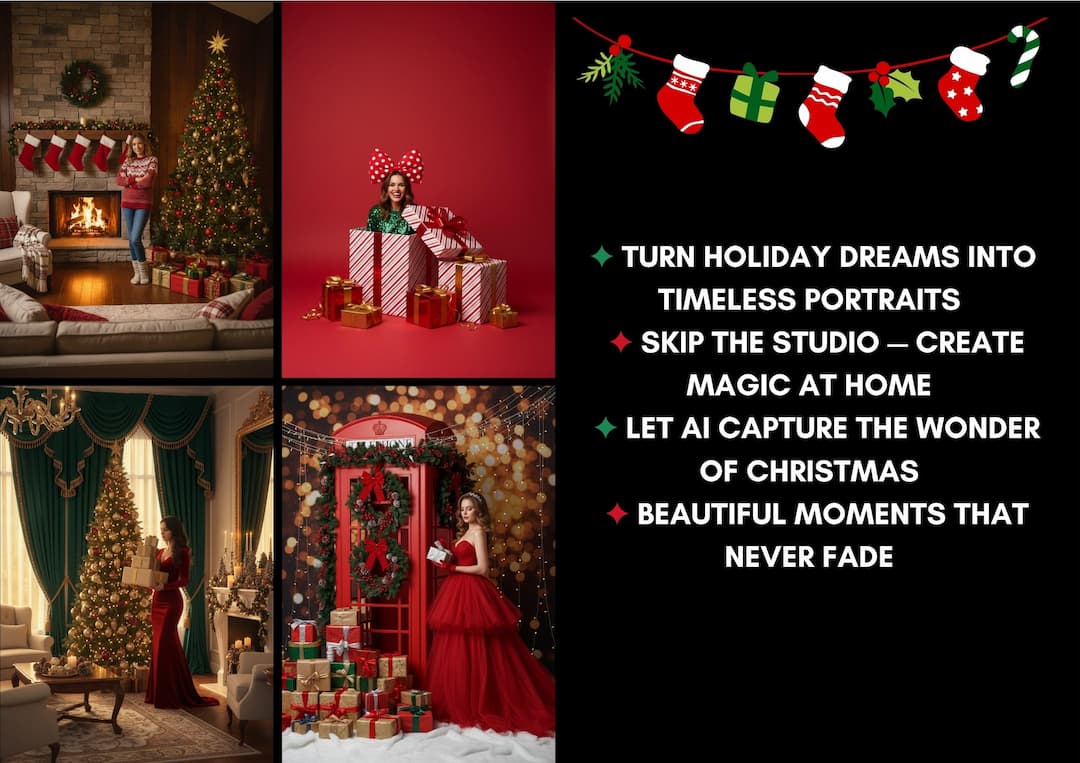 TURN HOLIDAY DREAMS INTO
TIMELESS PORTRAITS
SKIP THE STUDIO — CREATE
MAGIC AT HOME
LET AI CAPTURE THE WONDER
OF CHRISTMAS
BEAUTIFUL MOMENTS THAT
NEVER FADE